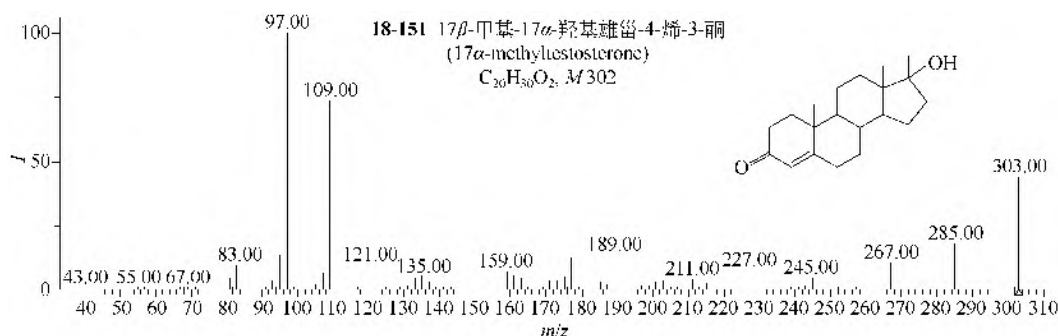 18-151 17β-甲基-17α-羟基雄甾-4-烯-3-酮
(17α-methyltestosterone)
C₂₀H₃₀O₂, M 302
100
50
0
I
97.00
109.00
OH
O
303.00
43.00 55.00 67.00 83.00 121.00 135.00 159.00 189.00 211.00 227.00 245.00 267.00 285.00
40 50 60 70 80 90 100 110 120 130 140 150 160 170 180 190 200 210 220 230 240 250 260 270 280 290 300 310
m/z